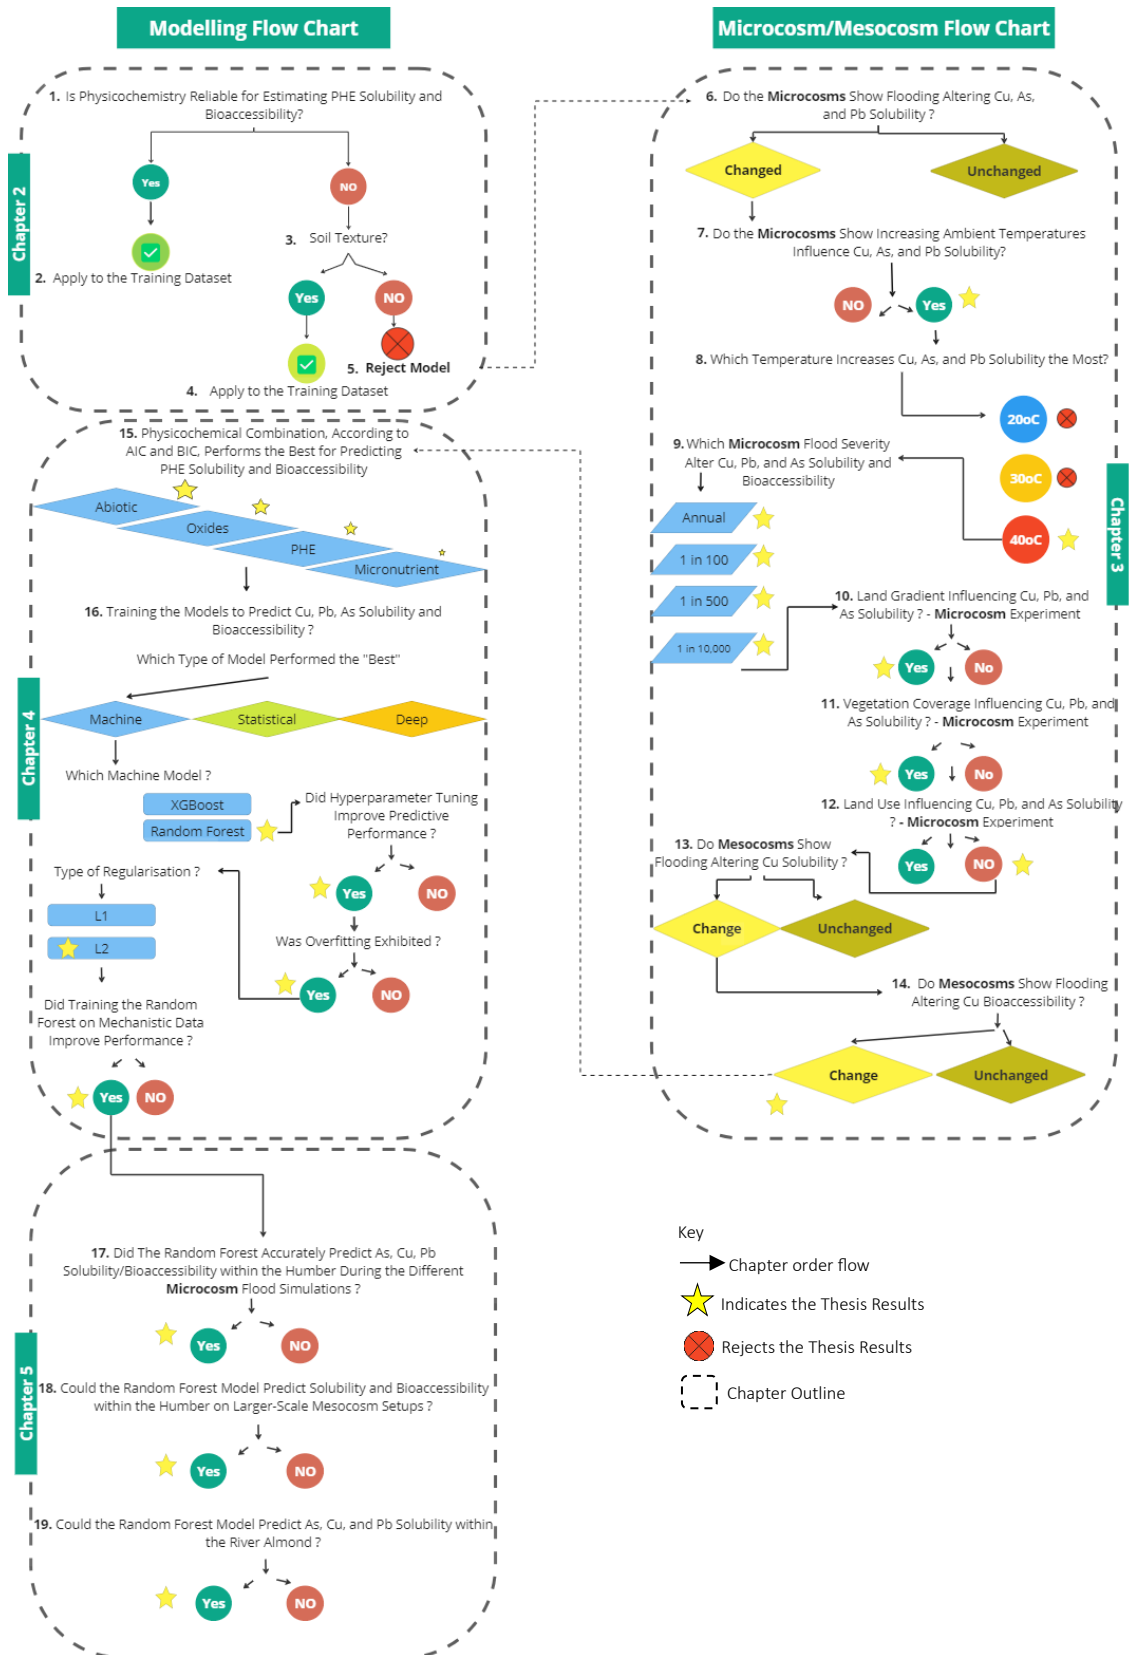 Modelling Flow Chart
Chapter 2
1. Is Physicochemistry Reliable for Estimating PHE Solubility and
Bioaccessibility?
Yes
NO
2. Apply to the Training Dataset
3. Soil Texture?
Yes
NO
5. Reject Model
4. Apply to the Training Dataset
Microcosm/Mesocosm Flow Chart
Chapter 3
6. Do the Microcosms Show Flooding Altering Cu, As,
and Pb Solubility ?
Changed
Unchanged
7. Do the Microcosms Show Increasing Ambient Temperatures
Influence Cu, As, and Pb Solubility?
NO
Yes
8. Which Temperature Increases Cu, As, and Pb Solubility the Most?
20oC
30oC
40oC
9. Which Microcosm Flood Severity
Alter Cu, Pb, and As Solubility and
Bioaccessibility
Annual
1 in 100
1 in 500
1 in 10,000
10. Land Gradient Influencing Cu, Pb, and
As Solubility ? - Microcosm Experiment
Yes
No
11. Vegetation Coverage Influencing Cu, Pb, and
As Solubility ? - Microcosm Experiment
Yes
No
12. Land Use Influencing Cu, Pb, and As Solubility
? - Microcosm Experiment
Yes
NO
13. Do Mesocosms Show
Flooding Altering Cu Solubility ?
Change
Unchanged
14. Do Mesocosms Show Flooding
Altering Cu Bioaccessibility ?
Change
Unchanged
Chapter 4
15. Physicochemical Combination, According to
AIC and BIC, Performs the Best for Predicting
PHE Solubility and Bioaccessibility
Abiotic
Oxides
PHE
Micronutrient
16. Training the Models to Predict Cu, Pb, As Solubility and
Bioaccessibility ?
Which Type of Model Performed the "Best"
Machine
Statistical
Deep
Which Machine Model ?
XGBoost
Random Forest
Did Hyperparameter Tuning
Improve Predictive
Performance ?
Yes
NO
Was Overfitting Exhibited ?
Yes
NO
Type of Regularisation ?
L1
L2
Did Training the Random
Forest on Mechanistic Data
Improve Performance ?
Yes
NO
Chapter 5
17. Did The Random Forest Accurately Predict As, Cu, Pb
Solubility/Bioaccessibility within the Humber During the Different
Microcosm Flood Simulations ?
Yes
NO
18. Could the Random Forest Model Predict Solubility and Bioaccessibility
within the Humber on Larger-Scale Mesocosm Setups ?
Yes
NO
19. Could the Random Forest Model Predict As, Cu, and Pb Solubility within
the River Almond ?
Yes
NO
Key
Chapter order flow
Indicates the Thesis Results
Rejects the Thesis Results
Chapter Outline